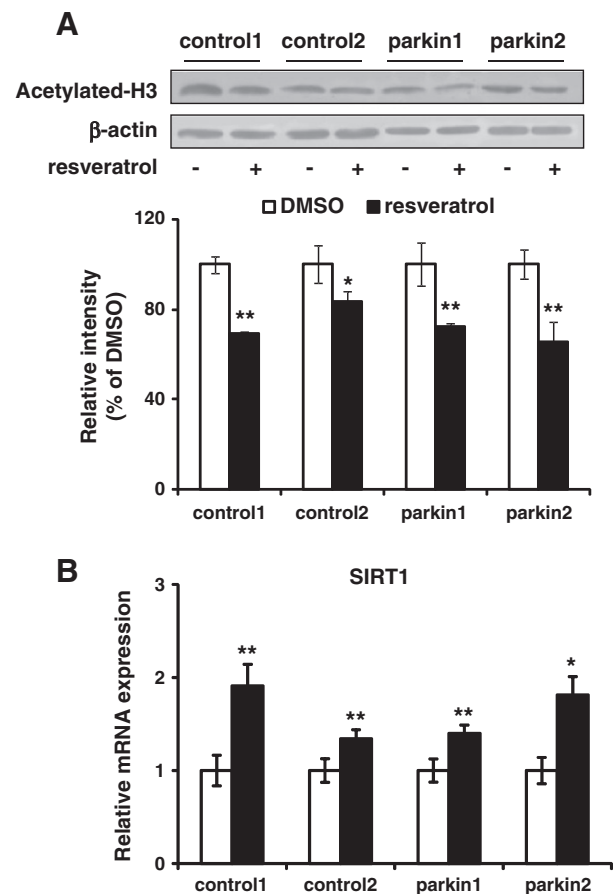 A
control1 control2 parkin1 parkin2
Acetylated-H3
β-actin
resveratrol - + - + - + - +
DMSO resveratrol
Relative intensity
(% of DMSO)
120
80
40
0
** * ** **
control1 control2 parkin1 parkin2
B
SIRT1
Relative mRNA expression
3
2
1
0
** ** ** *
control1 control2 parkin1 parkin2